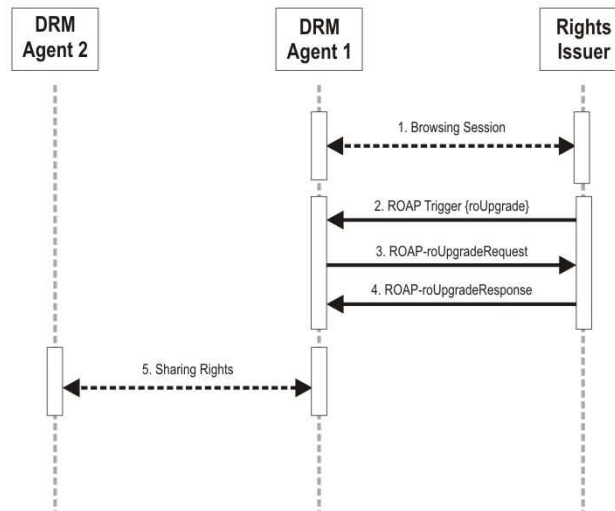 DRM
Agent 2
DRM
Agent 1
Rights
Issuer
1. Browsing Session
2. ROAP Trigger {roUpgrade}
3. ROAP-roUpgradeRequest
4. ROAP-roUpgradeResponse
5. Sharing Rights